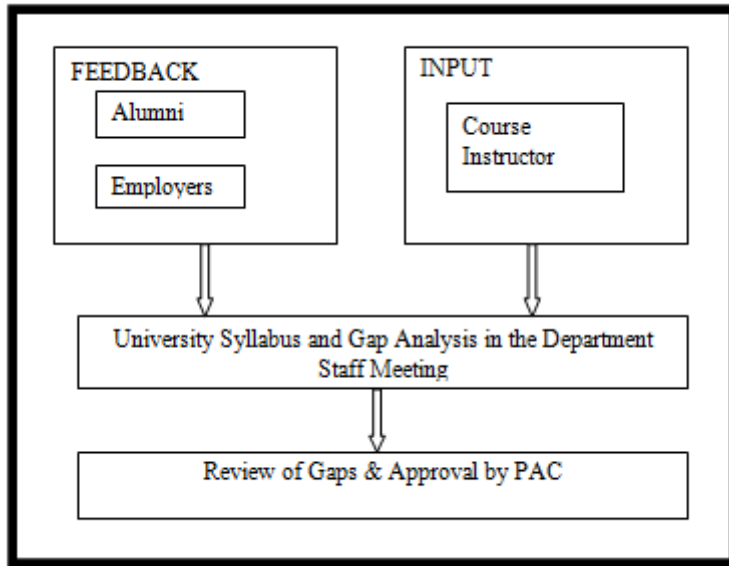 FEEDBACK
Alumni
Employers
INPUT
Course
Instructor
University Syllabus and Gap Analysis in the Department
Staff Meeting
Review of Gaps & Approval by PAC